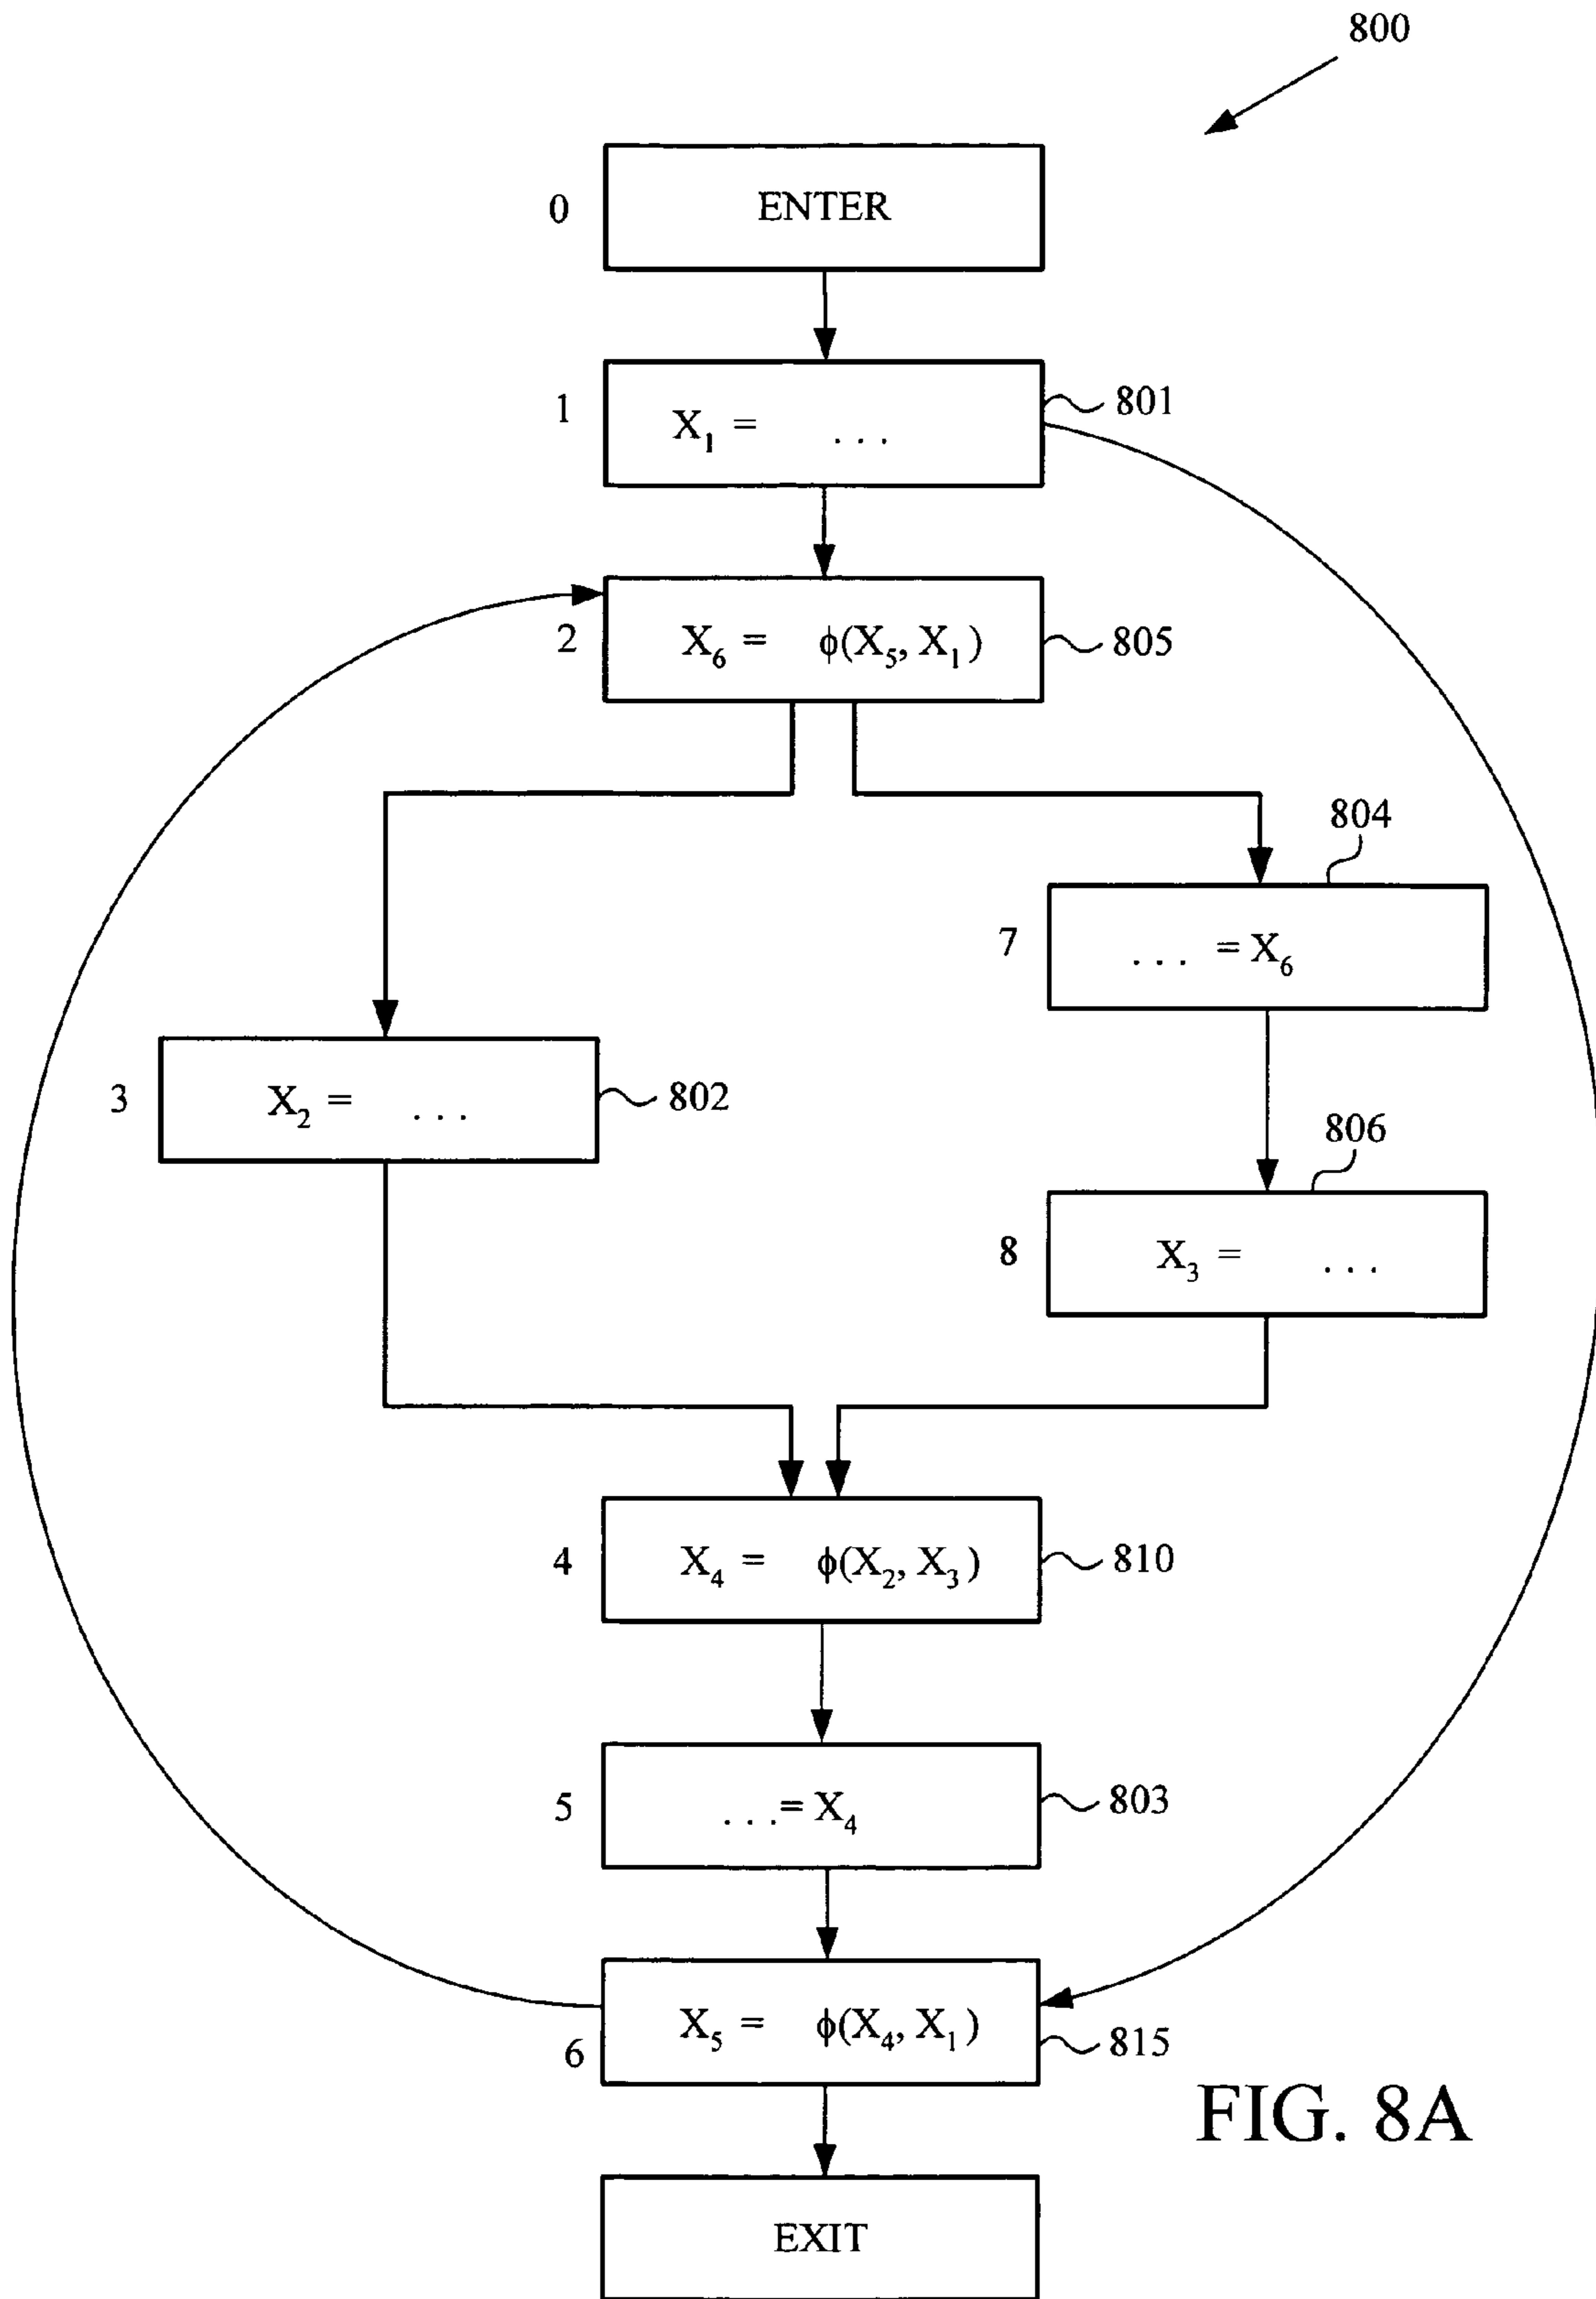 800
0 ENTER
1 X₁ = . . . 801
2 X₆ = ϕ(X₅, X₁) 805
804
7 . . . = X₆
3 X₂ = . . . 802
806
8 X₃ = . . .
4 X₄ = ϕ(X₂, X₃) 810
5 . . .= X₄ 803
6 X₅ = ϕ(X₄, X₁) 815
FIG. 8A
EXIT